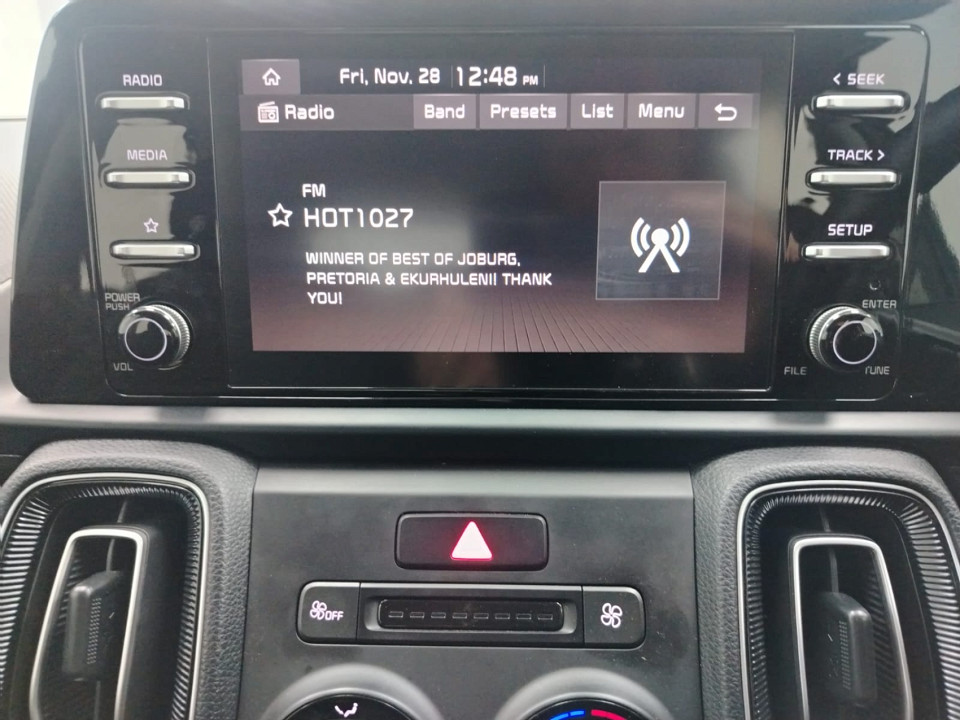 RADIO
MEDIA
POWER
PUSH
VOL
Fri, Nov. 28 12:48 PM
Radio Band Presets List Menu
FM
HOT1027
WINNER OF BEST OF JOBURG,
PRETORIA & EKURHULENI! THANK
YOU!
< SEEK
TRACK >
SETUP
ENTER
FILE TUNE
OFF